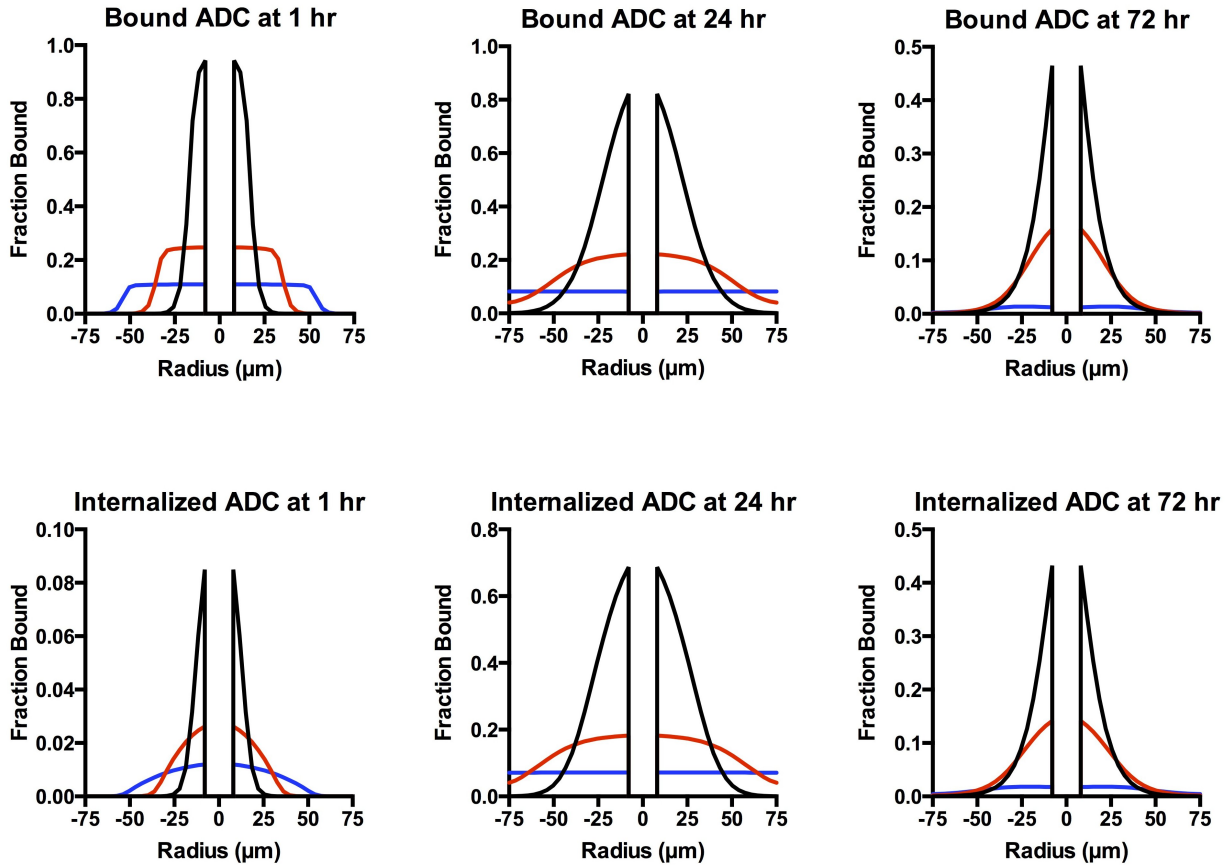 Bound ADC at 1 hr
Bound ADC at 24 hr
Bound ADC at 72 hr
Fraction Bound
1.0
0.8
0.6
0.4
0.2
0.0
-75 -50 -25 0 25 50 75
Radius (µm)
Fraction Bound
1.0
0.8
0.6
0.4
0.2
0.0
-75 -50 -25 0 25 50 75
Radius (µm)
Fraction Bound
0.5
0.4
0.3
0.2
0.1
0.0
-75 -50 -25 0 25 50 75
Radius (µm)
Internalized ADC at 1 hr
Internalized ADC at 24 hr
Internalized ADC at 72 hr
Fraction Bound
0.10
0.08
0.06
0.04
0.02
0.00
-75 -50 -25 0 25 50 75
Radius (µm)
Fraction Bound
0.8
0.6
0.4
0.2
0.0
-75 -50 -25 0 25 50 75
Radius (µm)
Fraction Bound
0.5
0.4
0.3
0.2
0.1
0.0
-75 -50 -25 0 25 50 75
Radius (µm)